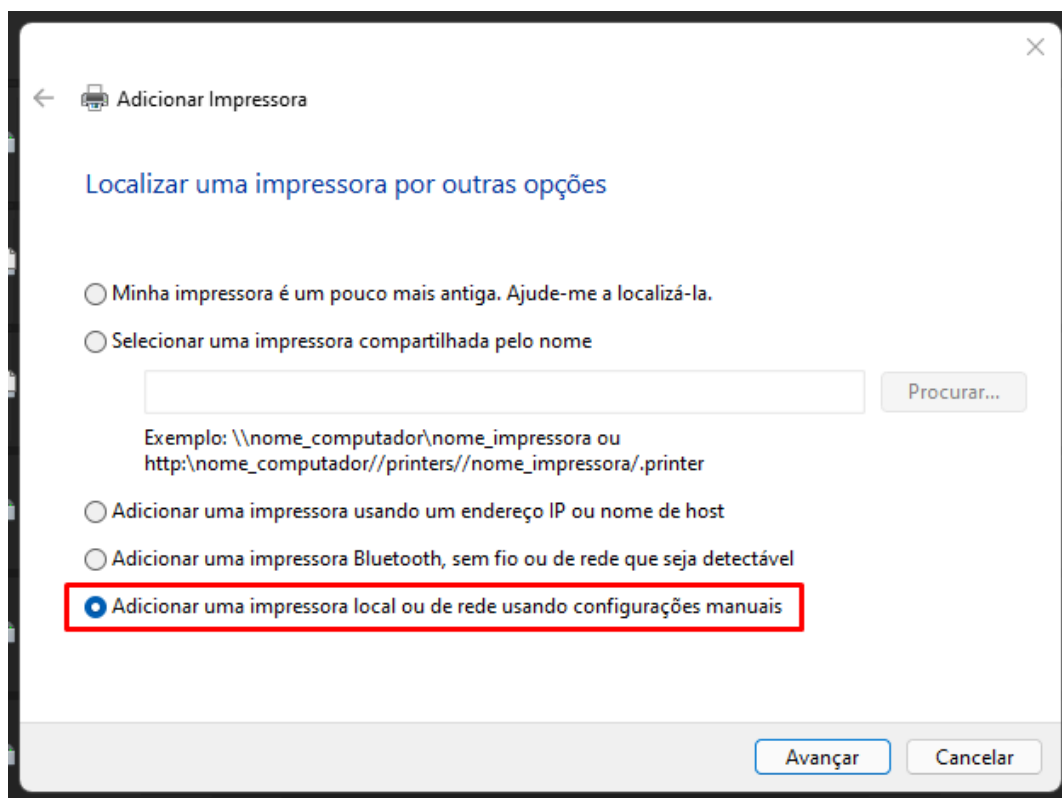 Adicionar Impressora
Localizar uma impressora por outras opções
Minha impressora é um pouco mais antiga. Ajude-me a localizá-la.
Selecionar uma impressora compartilhada pelo nome
Procurar...
Exemplo: \\nome_computador\nome_impressora ou
http:\nome_computador//printers//nome_impressora/.printer
Adicionar uma impressora usando um endereço IP ou nome de host
Adicionar uma impressora Bluetooth, sem fio ou de rede que seja detectável
Adicionar uma impressora local ou de rede usando configurações manuais
Avançar
Cancelar